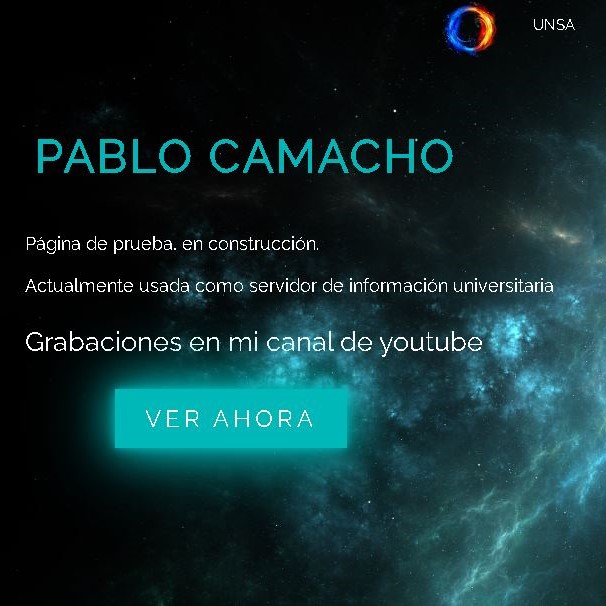 UNSA
PABLO CAMACHO
Página de prueba. en construcción.
Actualmente usada como servidor de información universitaria
Grabaciones en mi canal de youtube
VER AHORA